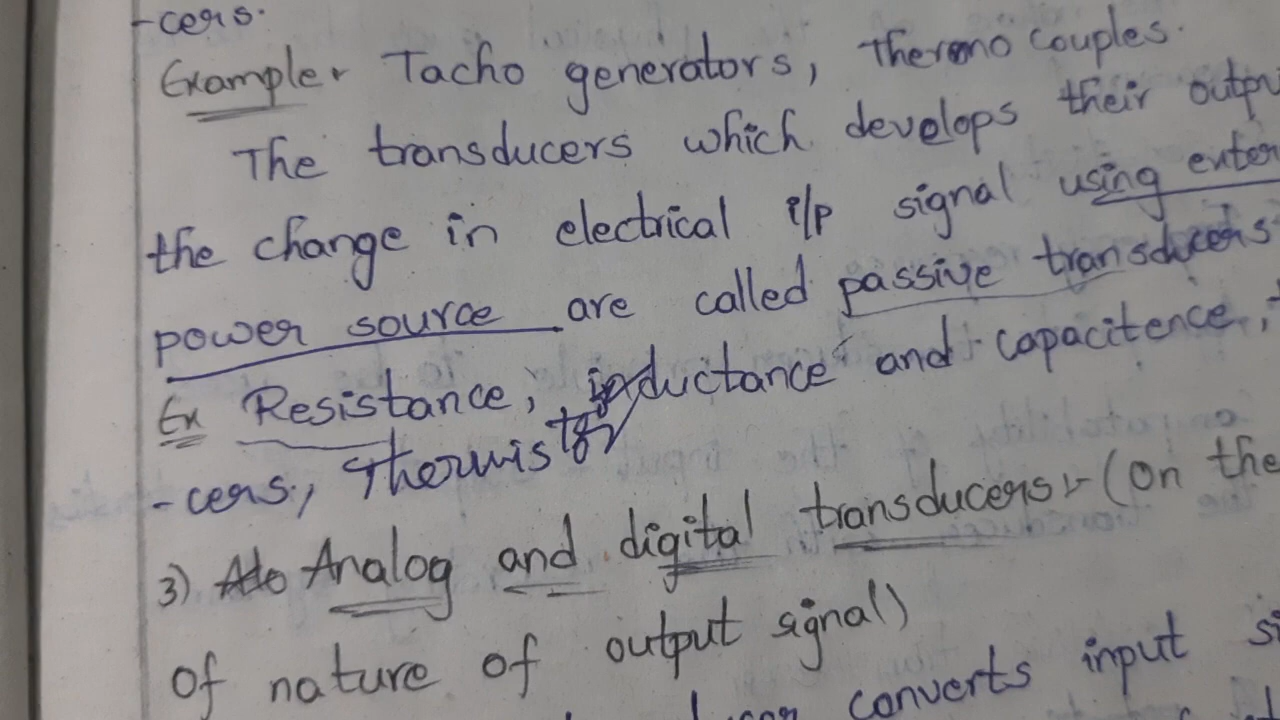 -cers.
Example:- Tacho generators, Thermo couples.
The transducers which develops their outpu
the change in electrical i/p signal using exter
power source are called passive transducers
Ex Resistance, inductance and capacitence,
-cers., Thermistor
3) Analog and digital transducers:- (On the
of nature of output signal)
converts input si